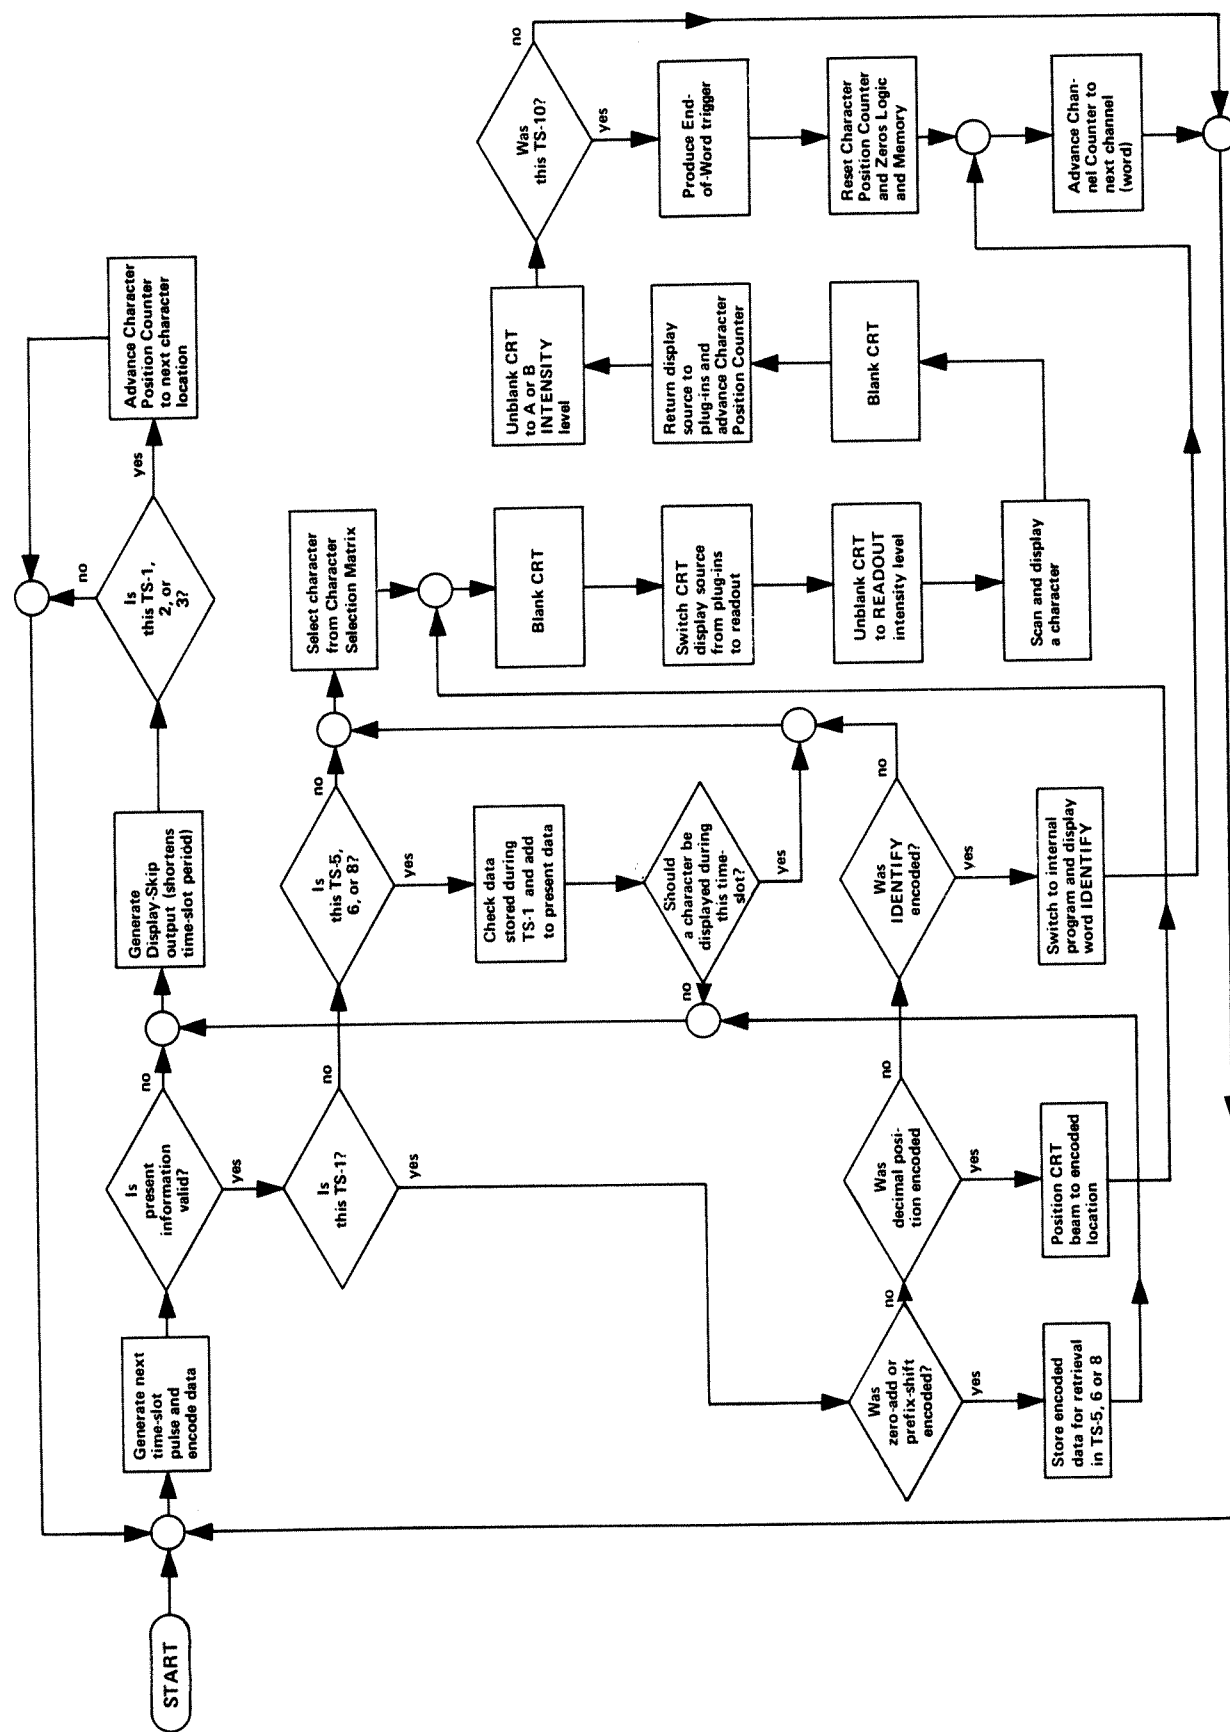 START
Generate next
time-slot
pulse and
encode data
Is
present
information
valid?
no
yes
Generate
Display-Skip
output (shortens
time-slot period)
Is
this TS-1,
2, or
3?
no
yes
Advance Character
Position Counter
to next character
location
Is
this TS-1?
no
yes
Is
this TS-5,
6, or 8?
no
yes
Select character
from Character
Selection Matrix
Check data
stored during
TS-1 and add
to present data
Should
a character be
displayed during
this time-
slot?
no
yes
Was
zero-add or
prefix-shift
encoded?
no
yes
Store encoded
data for retrieval
in TS-5, 6 or 8
Was
decimal posi-
tion encoded
no
yes
Position CRT
beam to encoded
location
Was
IDENTIFY
encoded?
no
yes
Switch to internal
program and display
word IDENTIFY
Blank CRT
Switch CRT
display source
from plug-ins
to readout
Unblank CRT
to READOUT
intensity level
Scan and display
a character
Blank CRT
Return display
source to
plug-ins and
advance Character
Position Counter
Unblank CRT
to A or B
INTENSITY
level
Was
this TS-10?
no
yes
Produce End-
of-Word trigger
Reset Character
Position Counter
and Zeros Logic
and Memory
Advance Chan-
nel Counter to
next channel
(word)